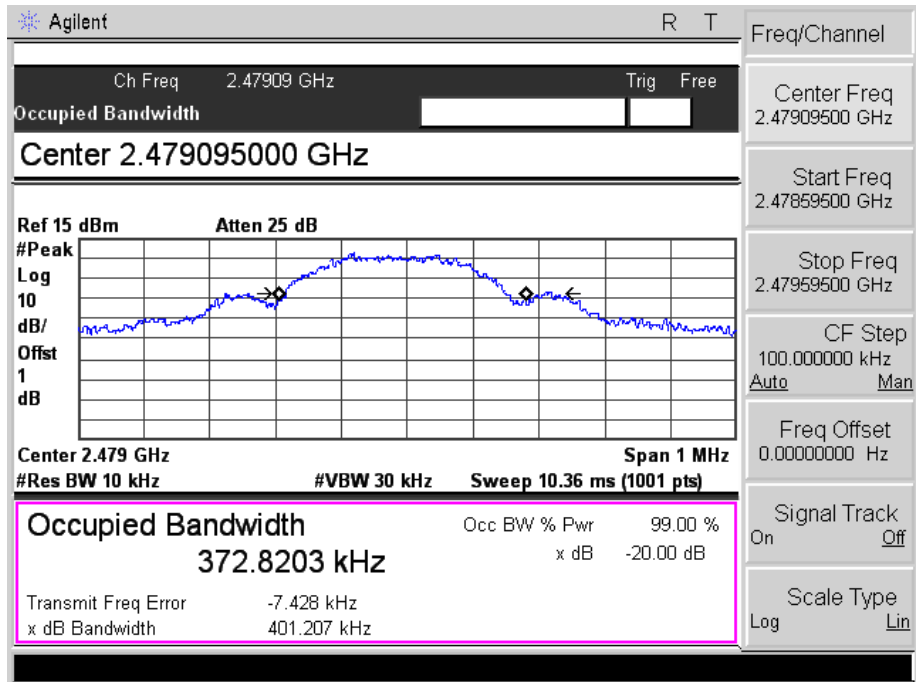 Agilent
R T
Ch Freq 2.47909 GHz Trig Free
Occupied Bandwidth
Center 2.479095000 GHz
Ref 15 dBm Atten 25 dB
#Peak
Log
10
dB/
Offst
1
dB
Center 2.479 GHz Span 1 MHz
#Res BW 10 kHz #VBW 30 kHz Sweep 10.36 ms (1001 pts)
Occupied Bandwidth
372.8203 kHz
Occ BW % Pwr 99.00 %
x dB -20.00 dB
Transmit Freq Error -7.428 kHz
x dB Bandwidth 401.207 kHz
Freq/Channel
Center Freq
2.47909500 GHz
Start Freq
2.47859500 GHz
Stop Freq
2.47959500 GHz
CF Step
100.000000 kHz
Auto Man
Freq Offset
0.00000000 Hz
Signal Track
On Off
Scale Type
Log Lin